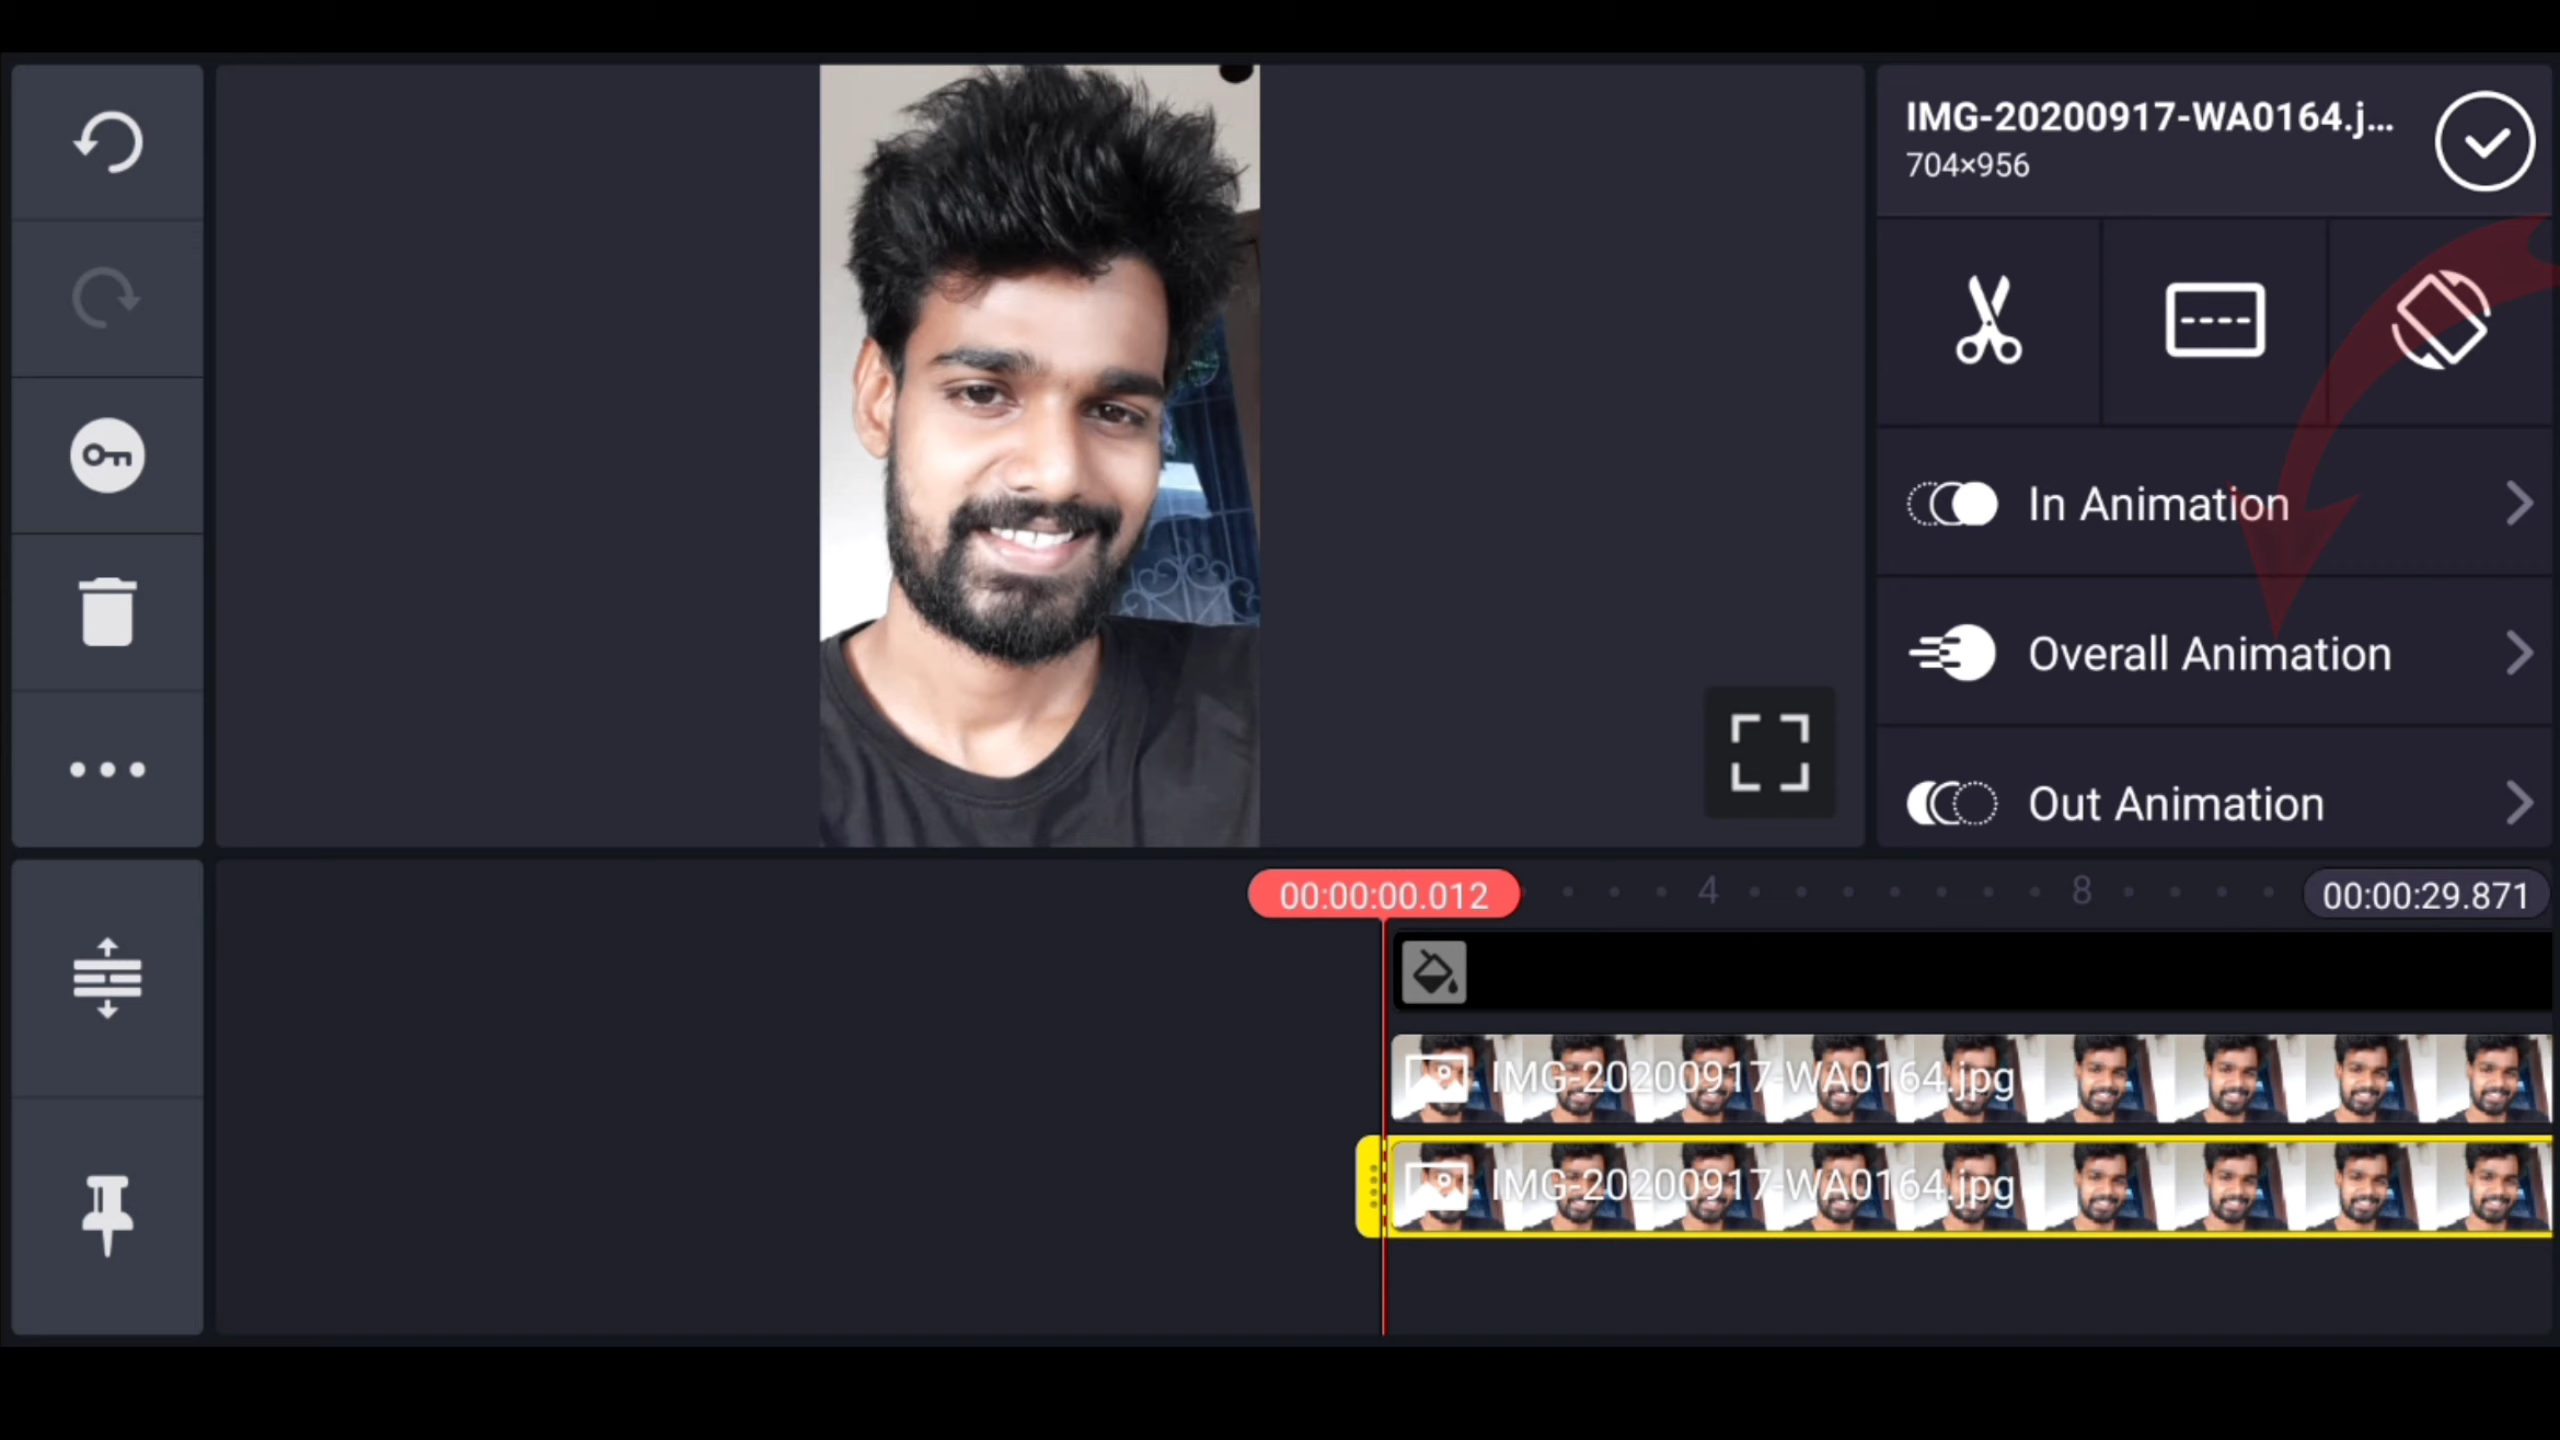 IMG-20200917-WA0164.j...
704×956
In Animation
Overall Animation
Out Animation
00:00:00.012
4
8
00:00:29.871
IMG-20200917-WA0164.jpg
IMG-20200917-WA0164.jpg